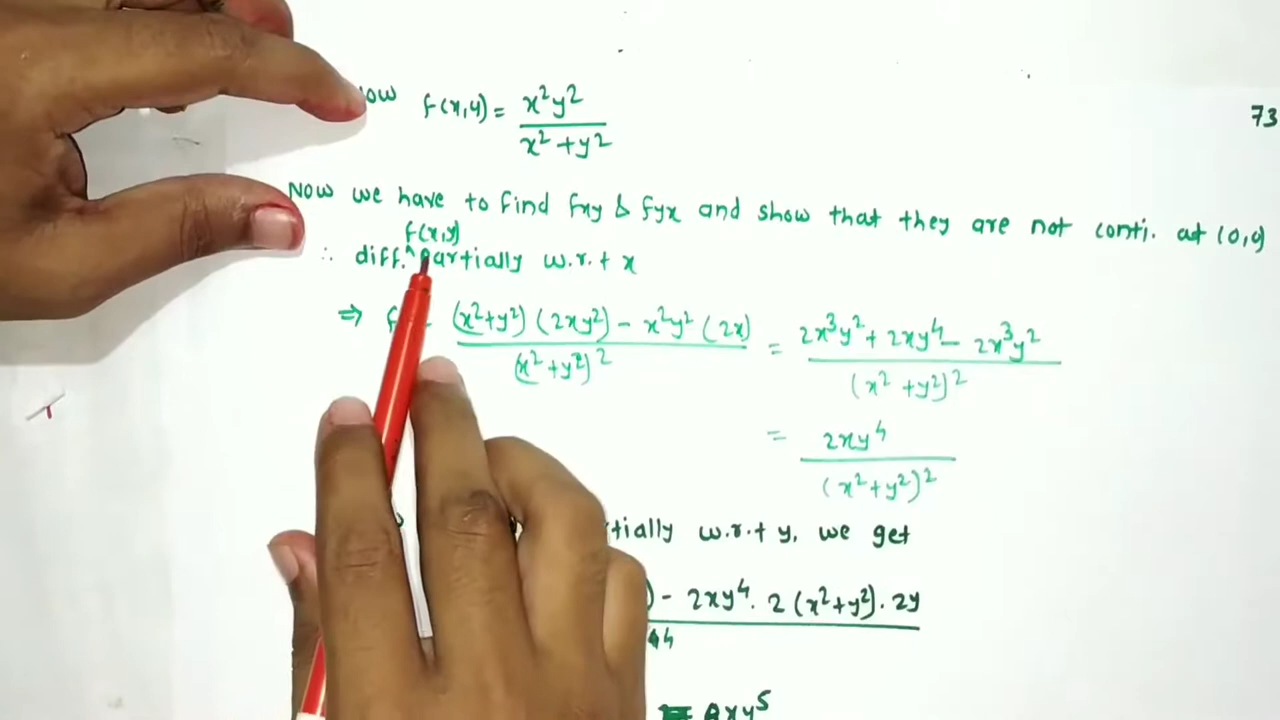 f(x,y) = x²y² / x² + y²
73
Now we have to find fxy & fyx and show that they are not conti. at (0,0)
f(x,y)
∴ diff. ^ partially w.r.t x
⇒ (x²+y²)(2xy²) - x²y²(2x) / (x²+y²)² = 2x³y² + 2xy⁴ - 2x³y² / (x²+y²)²
= 2xy⁴ / (x²+y²)²
w.r.t y, we get
) - 2xy⁴. 2(x²+y²). 2y
8xy⁵